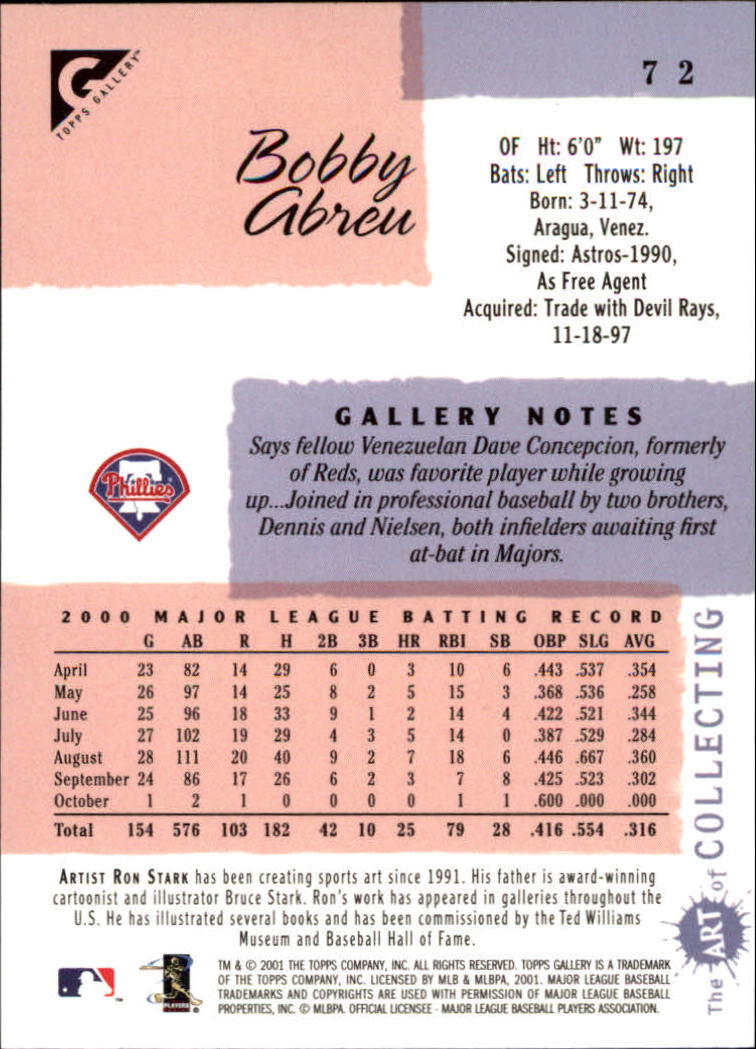 7 2
G
TOPPS GALLERY™
Bobby
Abreu
OF Ht: 6'0" Wt: 197
Bats: Left Throws: Right
Born: 3-11-74,
Aragua, Venez.
Signed: Astros-1990,
As Free Agent
Acquired: Trade with Devil Rays,
11-18-97
GALLERY NOTES
Says fellow Venezuelan Dave Concepcion, formerly
of Reds, was favorite player while growing
up...Joined in professional baseball by two brothers,
Dennis and Nielsen, both infielders awaiting first
at-bat in Majors.
Phillies
2000 MAJOR LEAGUE BATTING RECORD
G AB R H 2B 3B HR RBI SB OBP SLG AVG
April 23 82 14 29 6 0 3 10 6 .443 .537 .354
May 26 97 14 25 8 2 5 15 3 .368 .536 .258
June 25 96 18 33 9 1 2 14 4 .422 .521 .344
July 27 102 19 29 4 3 5 14 0 .387 .529 .284
August 28 111 20 40 9 2 7 18 6 .446 .667 .360
September 24 86 17 26 6 2 3 7 8 .425 .523 .302
October 1 2 1 0 0 0 0 1 1 .600 .000 .000
Total 154 576 103 182 42 10 25 79 28 .416 .554 .316
The ART of COLLECTING
ARTIST RON STARK has been creating sports art since 1991. His father is award-winning
cartoonist and illustrator Bruce Stark. Ron's work has appeared in galleries throughout the
U.S. He has illustrated several books and has been commissioned by the Ted Williams
Museum and Baseball Hall of Fame.
TM & © 2001 THE TOPPS COMPANY, INC. ALL RIGHTS RESERVED. TOPPS GALLERY IS A TRADEMARK
OF THE TOPPS COMPANY, INC. LICENSED BY MLB & MLBPA, 2001. MAJOR LEAGUE BASEBALL
TRADEMARKS AND COPYRIGHTS ARE USED WITH PERMISSION OF MAJOR LEAGUE BASEBALL
PROPERTIES, INC. © MLBPA. OFFICIAL LICENSEE - MAJOR LEAGUE BASEBALL PLAYERS ASSOCIATION.